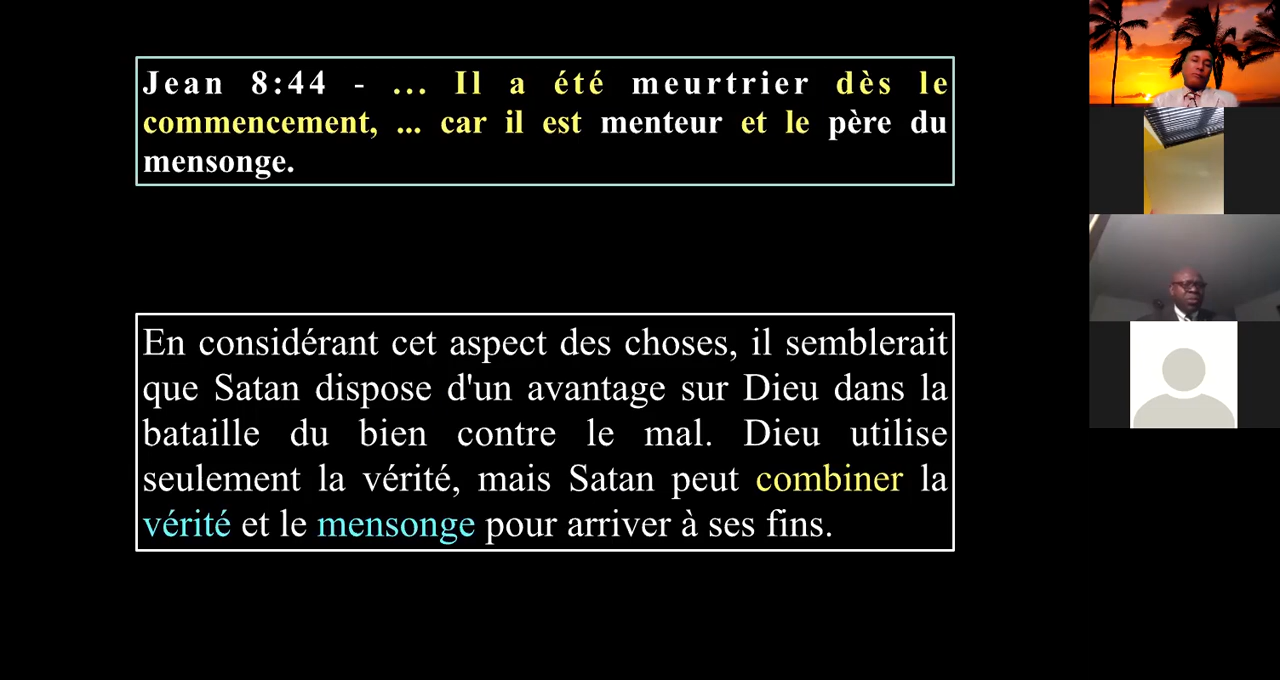 Jean 8:44 - ... Il a été meurtrier dès le
commencement, ... car il est menteur et le père du
mensonge.
En considérant cet aspect des choses, il semblerait
que Satan dispose d'un avantage sur Dieu dans la
bataille du bien contre le mal. Dieu utilise
seulement la vérité, mais Satan peut combiner la
vérité et le mensonge pour arriver à ses fins.